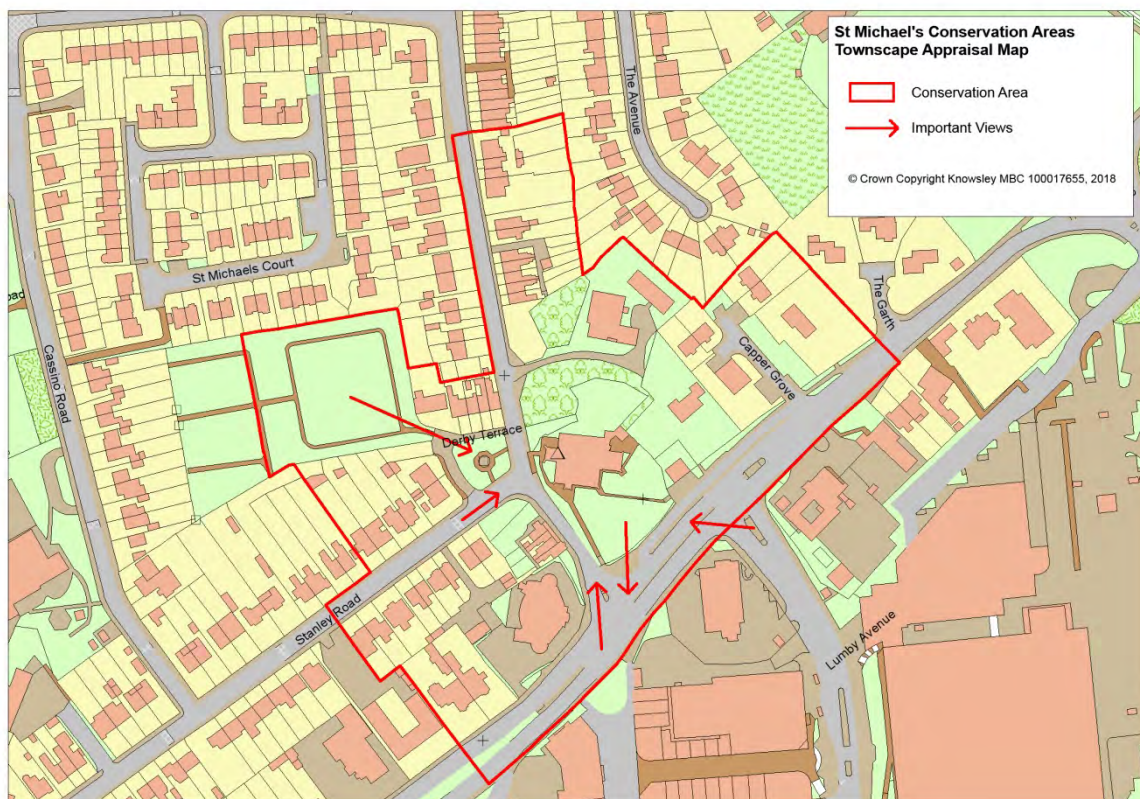 St Michael's Conservation Areas
Townscape Appraisal Map
Conservation Area
Important Views
© Crown Copyright Knowsley MBC 100017655, 2018
The Avenue
St Michaels Court
The Garth
Cassino Road
Capper Grove
Derby Terrace
Stanley Road
Lumby Avenue